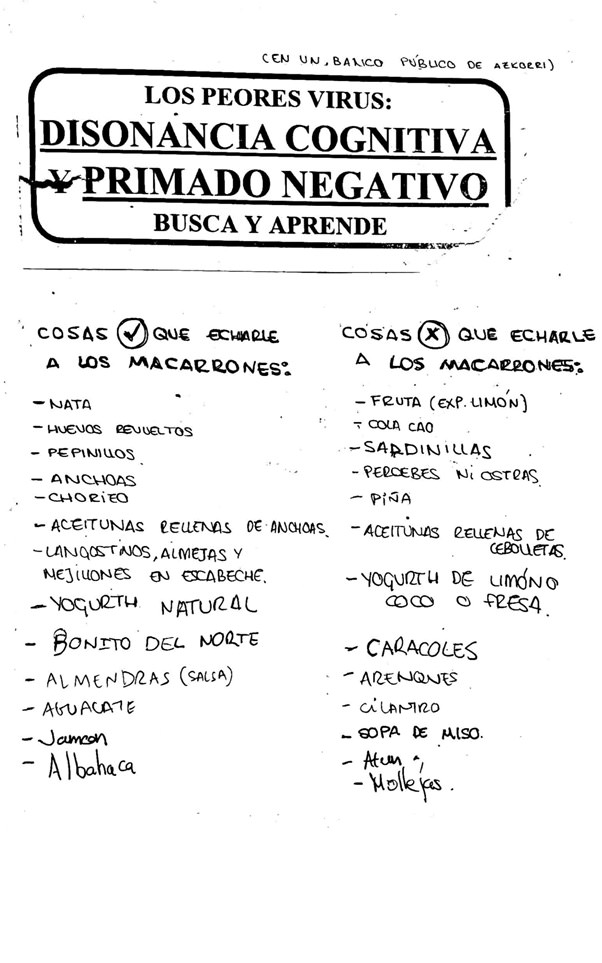 (EN UN BANCO PÚBLICO DE AZKORRI)
LOS PEORES VIRUS:
DISONANCIA COGNITIVA
Y PRIMADO NEGATIVO
BUSCA Y APRENDE
COSAS ✓ QUE ECHARLE
A LOS MACARRONES:
- NATA
- HUEVOS REVUELTOS
- PEPINILLOS
- ANCHOAS
- CHORIZO
- ACEITUNAS RELLENAS DE ANCHOAS.
- LANGOSTINOS, ALMEJAS Y
MEJILLONES EN ESCABECHE.
- YOGURTH NATURAL
- BONITO DEL NORTE
- ALMENDRAS (SALSA)
- AGUACATE
- Jamon
- Albahaca
COSAS X QUE ECHARLE
A LOS MACARRONES:
- FRUTA (EXP. LIMÓN)
- COLA CAO
- SARDINILLAS
- PERCEBES NI OSTRAS
- PIÑA
- ACEITUNAS RELLENAS DE
CEBOLLETAS.
- YOGURTH DE LIMÓNO
COCO O FRESA.
- CARACOLES
- ARENQUES
- CILANTRO
- SOPA DE MISO.
- Atun
- Mollejas.